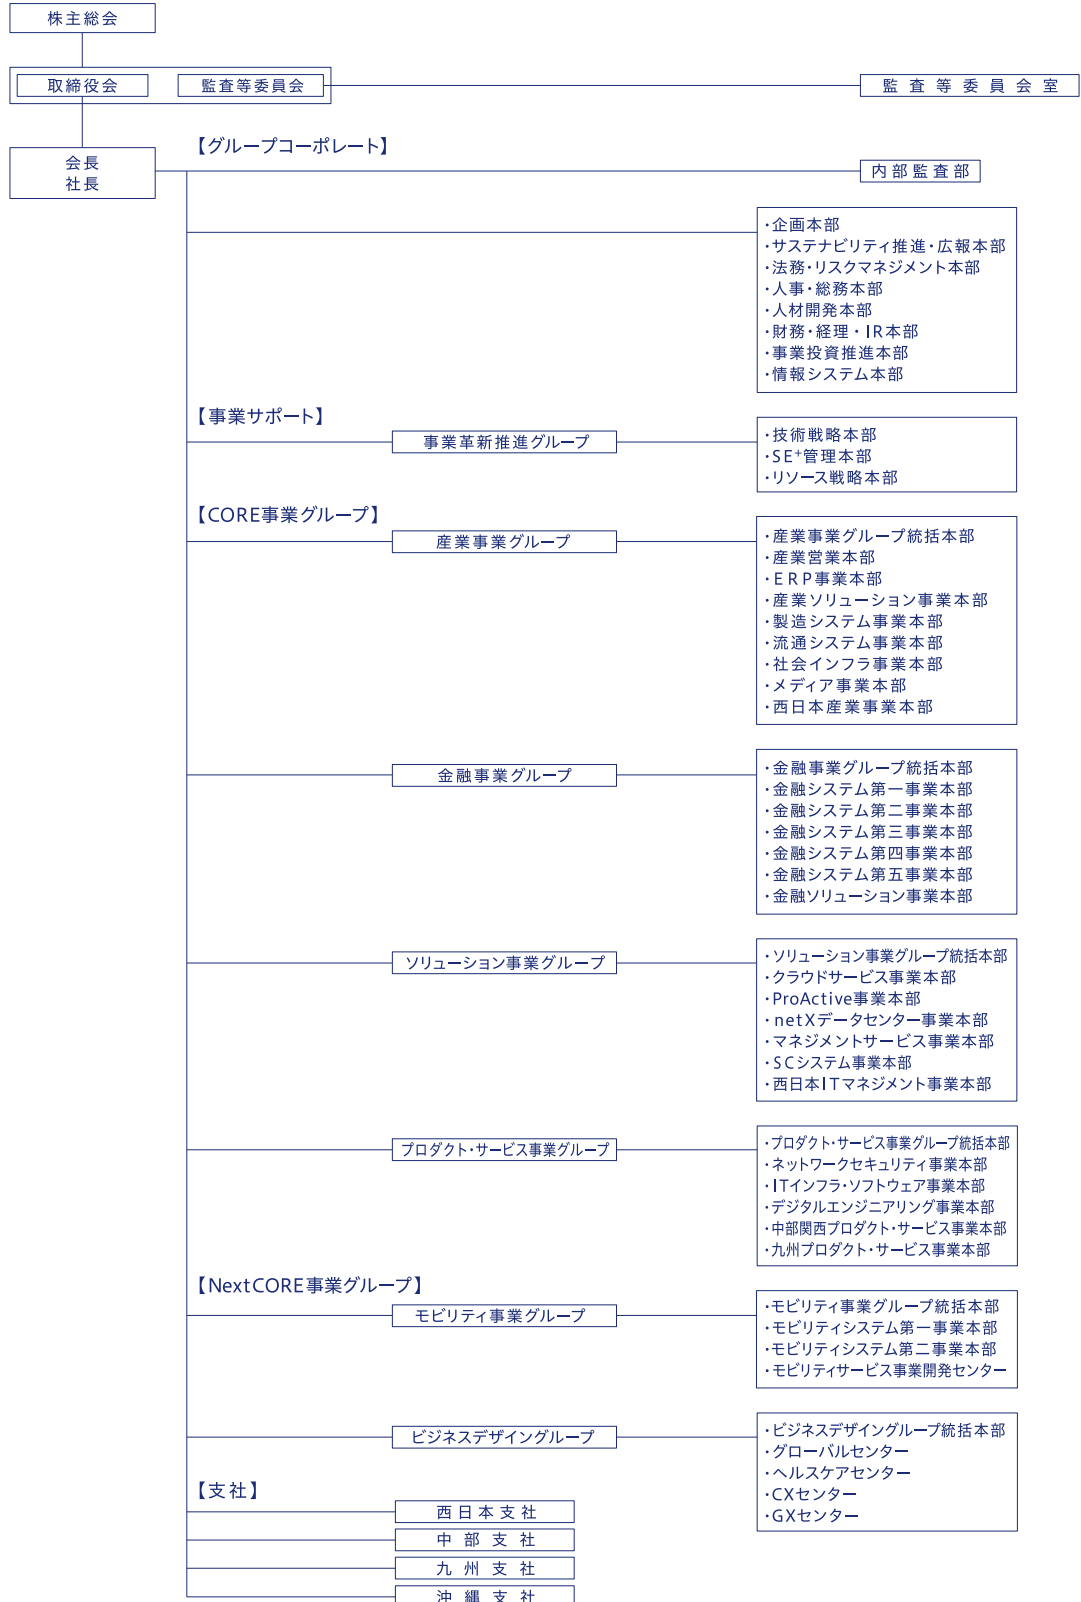 株主総会
取締役会
監査等委員会
監査等委員会室
会長
社長
【グループコーポレート】
内部監査部
・企画本部
・サステナビリティ推進・広報本部
・法務・リスクマネジメント本部
・人事・総務本部
・人材開発本部
・財務・経理・IR本部
・事業投資推進本部
・情報システム本部
【事業サポート】
事業革新推進グループ
・技術戦略本部
・SE⁺管理本部
・リソース戦略本部
【CORE事業グループ】
産業事業グループ
・産業事業グループ統括本部
・産業営業本部
・ERP事業本部
・産業ソリューション事業本部
・製造システム事業本部
・流通システム事業本部
・社会インフラ事業本部
・メディア事業本部
・西日本産業事業本部
金融事業グループ
・金融事業グループ統括本部
・金融システム第一事業本部
・金融システム第二事業本部
・金融システム第三事業本部
・金融システム第四事業本部
・金融システム第五事業本部
・金融ソリューション事業本部
ソリューション事業グループ
・ソリューション事業グループ統括本部
・クラウドサービス事業本部
・ProActive事業本部
・netXデータセンター事業本部
・マネジメントサービス事業本部
・SCシステム事業本部
・西日本ITマネジメント事業本部
プロダクト・サービス事業グループ
・プロダクト・サービス事業グループ統括本部
・ネットワークセキュリティ事業本部
・ITインフラ・ソフトウェア事業本部
・デジタルエンジニアリング事業本部
・中部関西プロダクト・サービス事業本部
・九州プロダクト・サービス事業本部
【NextCORE事業グループ】
モビリティ事業グループ
・モビリティ事業グループ統括本部
・モビリティシステム第一事業本部
・モビリティシステム第二事業本部
・モビリティサービス事業開発センター
ビジネスデザイングループ
・ビジネスデザイングループ統括本部
・グローバルセンター
・ヘルスケアセンター
・CXセンター
・GXセンター
【支社】
西日本支社
中部支社
九州支社
沖縄支社